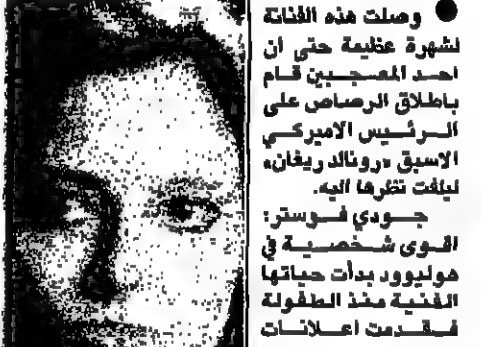 ● وصلت هذه الفنانة
لشهرة عظيمة حتى ان
احد المعجبين قام
باطلاق الرصاص على
الرئيس الاميركي
الاسبق «رونالد ريغان»
ليلفت نظرها اليه.
جودي فوستر:
اقوى شخصية في
هوليوود بدأت حياتها
الفنية منذ الطفولة
فقدمت اعلانات